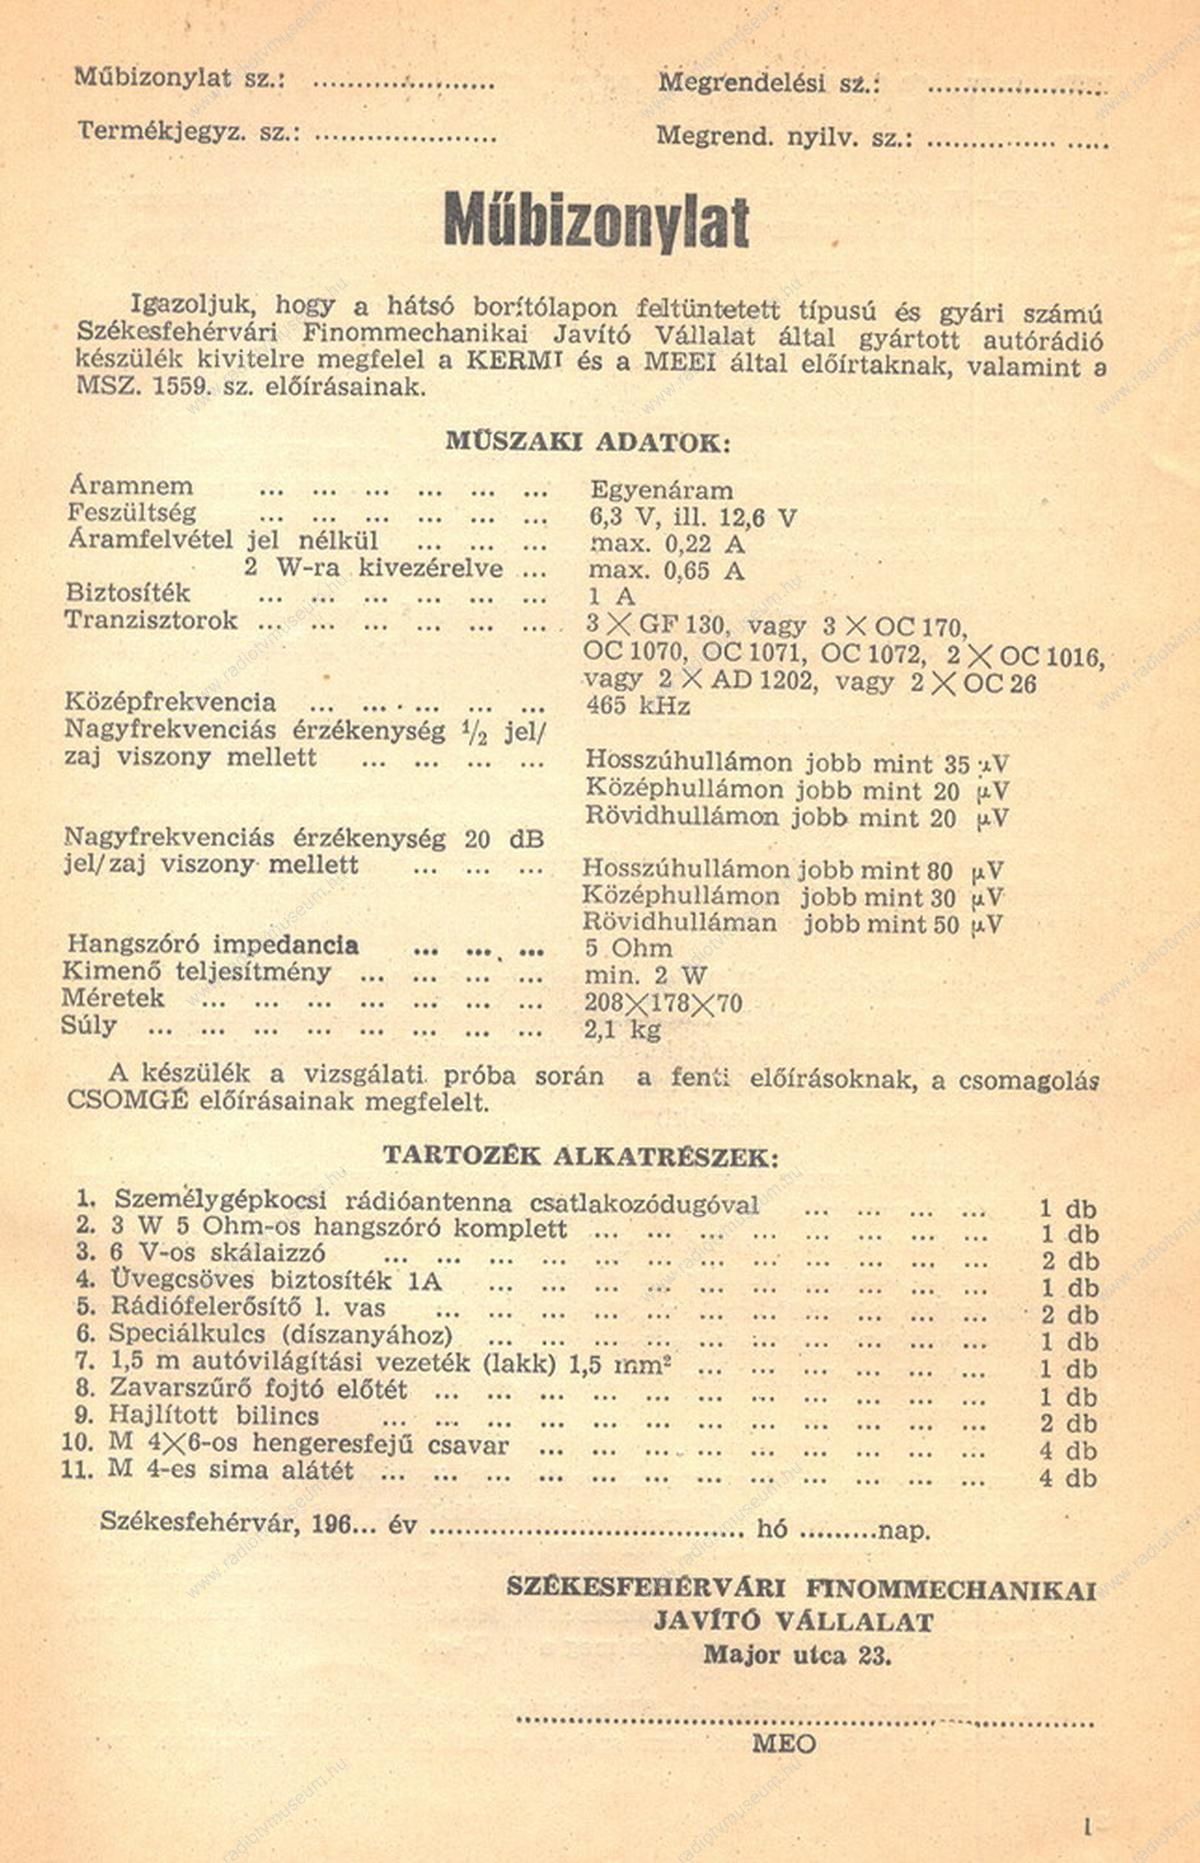 Műbizonylat sz.: ..................... Megrendelési sz.: .....................
Termékjegyz. sz.: ..................... Megrend. nyilv. sz.: ............... .....
Műbizonylat
Igazoljuk, hogy a hátsó borítólapon feltüntetett típusú és gyári számú
Székesfehérvári Finommechanikai Javító Vállalat által gyártott autórádió
készülék kivitelre megfelel a KERMI és a MEEI által előírtaknak, valamint a
MSZ. 1559. sz. előírásainak.
MŰSZAKI ADATOK:
Áramnem ... ... ... ... ... ... Egyenáram
Feszültség ... ... ... ... ... ... 6,3 V, ill. 12,6 V
Áramfelvétel jel nélkül ... ... ... max. 0,22 A
2 W-ra kivezérelve ... max. 0,65 A
Biztosíték ... ... ... ... ... ... 1 A
Tranzisztorok ... ... ... ... ... ... 3 X GF 130, vagy 3 X OC 170,
OC 1070, OC 1071, OC 1072, 2 X OC 1016,
vagy 2 X AD 1202, vagy 2 X OC 26
Középfrekvencia ... ... ... ... ... 465 kHz
Nagyfrekvenciás érzékenység 1/2 jel/
zaj viszony mellett ... ... ... ... Hosszúhullámon jobb mint 35 µV
Középhullámon jobb mint 20 µV
Rövidhullámon jobb mint 20 µV
Nagyfrekvenciás érzékenység 20 dB
jel/zaj viszony mellett ... ... ... Hosszúhullámon jobb mint 80 µV
Középhullámon jobb mint 30 µV
Rövidhulláman jobb mint 50 µV
Hangszóró impedancia ... ... ... 5 Ohm
Kimenő teljesítmény ... ... ... ... min. 2 W
Méretek ... ... ... ... ... ... ... 208X178X70
Súly ... ... ... ... ... ... ... ... 2,1 kg
A készülék a vizsgálati próba során a fenti előírásoknak, a csomagolás
CSOMGÉ előírásainak megfelelt.
TARTOZÉK ALKATRÉSZEK:
1. Személygépkocsi rádióantenna csatlakozódugóval ... ... ... ... 1 db
2. 3 W 5 Ohm-os hangszóró komplett ... ... ... ... ... ... ... ... 1 db
3. 6 V-os skálaizzó ... ... ... ... ... ... ... ... ... ... ... ... 2 db
4. Üvegcsöves biztosíték 1A ... ... ... ... ... ... ... ... ... ... 1 db
5. Rádiófelerősítő l. vas ... ... ... ... ... ... ... ... ... ... ... 2 db
6. Speciálkulcs (díszanyához) ... ... ... ... ... ... ... ... ... ... 1 db
7. 1,5 m autóvilágítási vezeték (lakk) 1,5 mm² ... ... ... ... ... ... 1 db
8. Zavarszűrő fojtó előtét ... ... ... ... ... ... ... ... ... ... ... 1 db
9. Hajlított bilincs ... ... ... ... ... ... ... ... ... ... ... ... 2 db
10. M 4X6-os hengeresfejű csavar ... ... ... ... ... ... ... ... ... 4 db
11. M 4-es sima alátét ... ... ... ... ... ... ... ... ... ... ... ... 4 db
Székesfehérvár, 196... év .................................... hó .........nap.
SZÉKESFEHÉRVÁRI FINOMMECHANIKAI
JAVÍTÓ VÁLLALAT
Major utca 23.
..................................................................
MEO
1
www.radiotvmuseum.hu